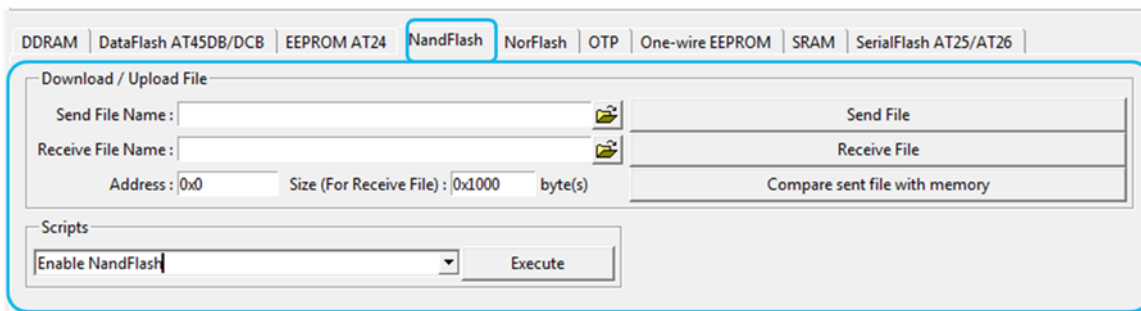 DDRAM DataFlash AT45DB/DCB EEPROM AT24 NandFlash NorFlash OTP One-wire EEPROM SRAM SerialFlash AT25/AT26
Download / Upload File
Send File Name : Send File
Receive File Name : Receive File
Address : 0x0 Size (For Receive File) : 0x1000 byte(s) Compare sent file with memory
Scripts
Enable NandFlash Execute